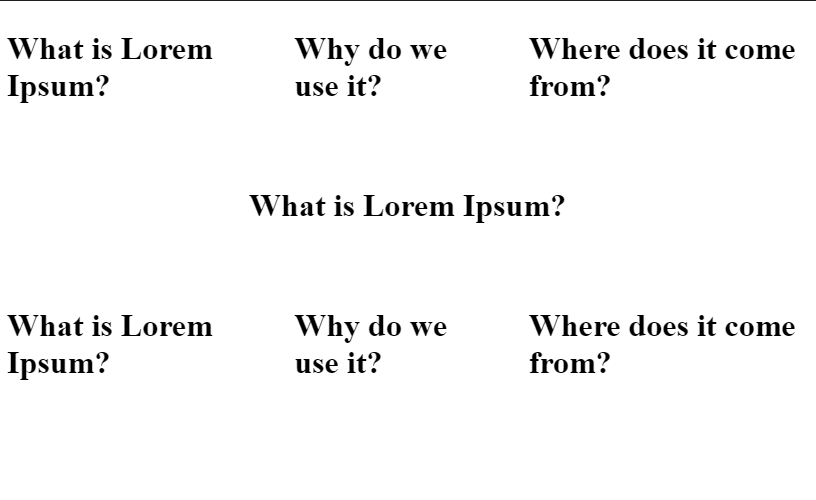 What is Lorem
Ipsum?
Why do we
use it?
Where does it come
from?
What is Lorem Ipsum?
What is Lorem
Ipsum?
Why do we
use it?
Where does it come
from?